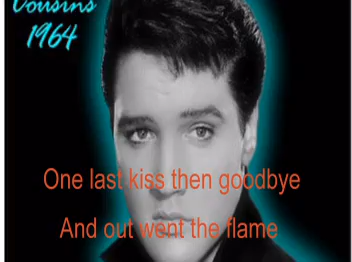 Cousins
1964
One last kiss then goodbye
And out went the flame